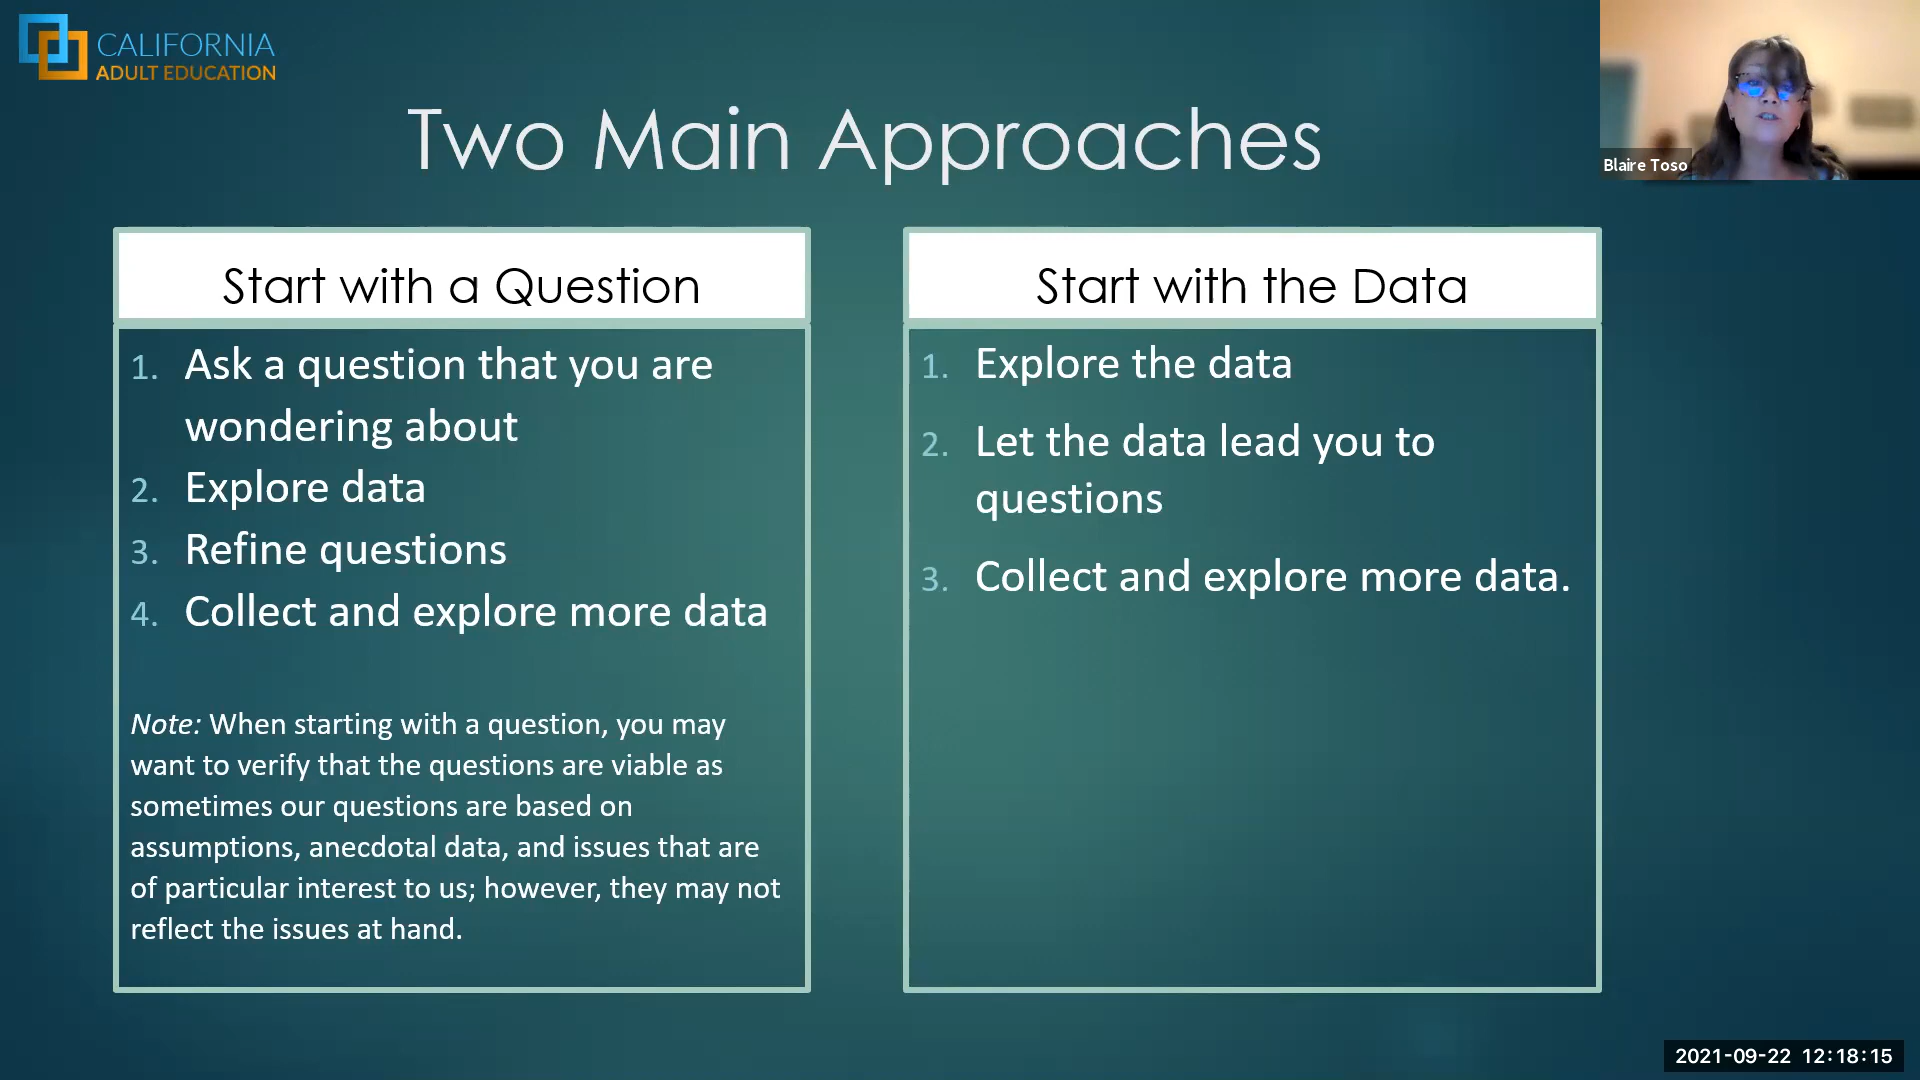 CALIFORNIA
ADULT EDUCATION
Two Main Approaches
Blaire Toso
Start with a Question
1. Ask a question that you are
wondering about
2. Explore data
3. Refine questions
4. Collect and explore more data
Note: When starting with a question, you may
want to verify that the questions are viable as
sometimes our questions are based on
assumptions, anecdotal data, and issues that are
of particular interest to us; however, they may not
reflect the issues at hand.
Start with the Data
1. Explore the data
2. Let the data lead you to
questions
3. Collect and explore more data.
2021-09-22 12:18:15